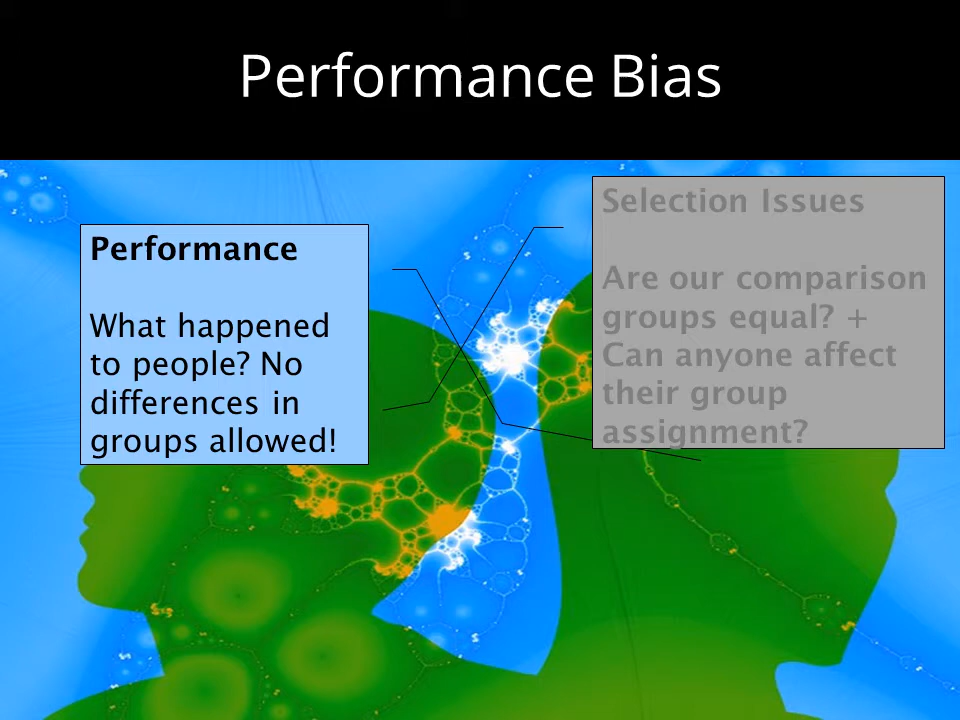 Performance Bias
Performance
What happened
to people? No
differences in
groups allowed!
Selection Issues
Are our comparison
groups equal? +
Can anyone affect
their group
assignment?